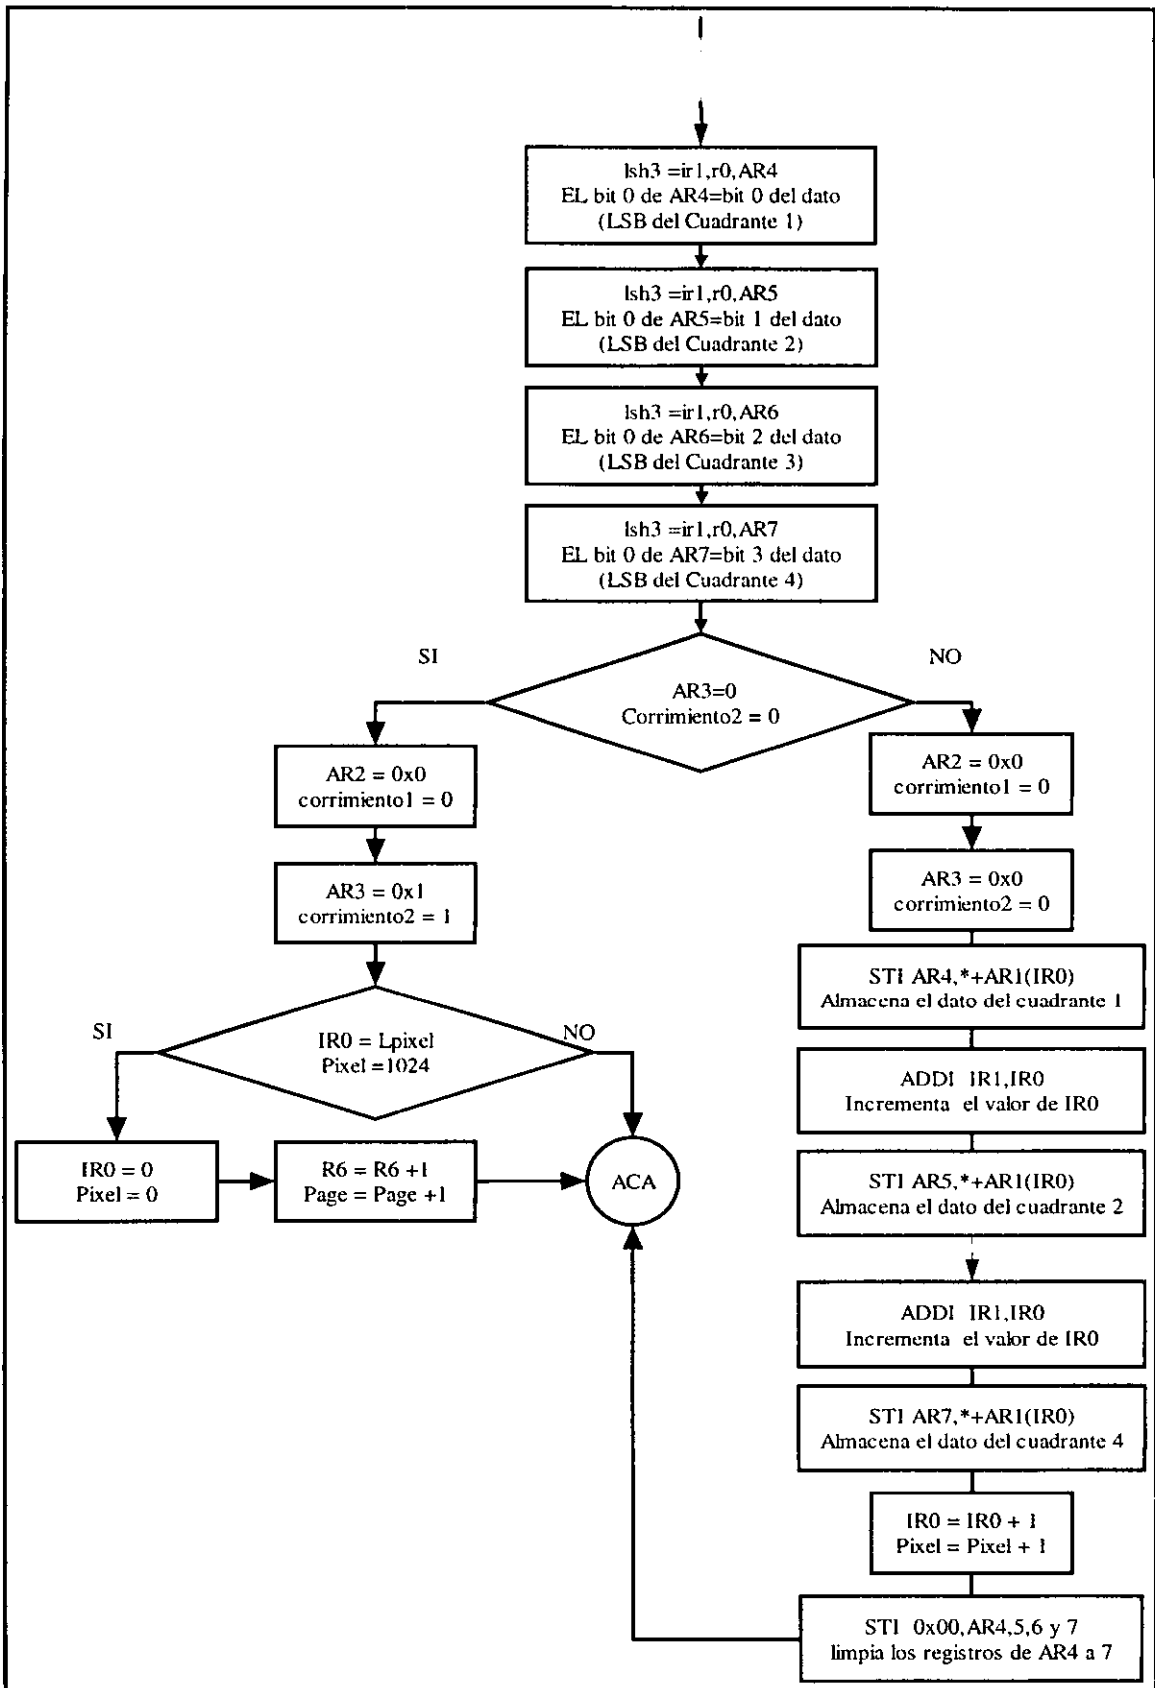 lsh3 =ir1,r0,AR4
EL bit 0 de AR4=bit 0 del dato
(LSB del Cuadrante 1)
lsh3 =ir1,r0,AR5
EL bit 0 de AR5=bit 1 del dato
(LSB del Cuadrante 2)
lsh3 =ir1,r0,AR6
EL bit 0 de AR6=bit 2 del dato
(LSB del Cuadrante 3)
lsh3 =ir1,r0,AR7
EL bit 0 de AR7=bit 3 del dato
(LSB del Cuadrante 4)
SI
NO
AR3=0
Corrimiento2 = 0
AR2 = 0x0
corrimiento1 = 0
AR3 = 0x1
corrimiento2 = 1
SI
NO
IR0 = Lpixel
Pixel =1024
IR0 = 0
Pixel = 0
R6 = R6 +1
Page = Page +1
ACA
AR2 = 0x0
corrimiento1 = 0
AR3 = 0x0
corrimiento2 = 0
STI AR4,*+AR1(IR0)
Almacena el dato del cuadrante 1
ADDI IR1,IR0
Incrementa el valor de IR0
STI AR5,*+AR1(IR0)
Almacena el dato del cuadrante 2
ADDI IR1,IR0
Incrementa el valor de IR0
STI AR7,*+AR1(IR0)
Almacena el dato del cuadrante 4
IR0 = IR0 + 1
Pixel = Pixel + 1
STI 0x00,AR4,5,6 y 7
limpia los registros de AR4 a 7